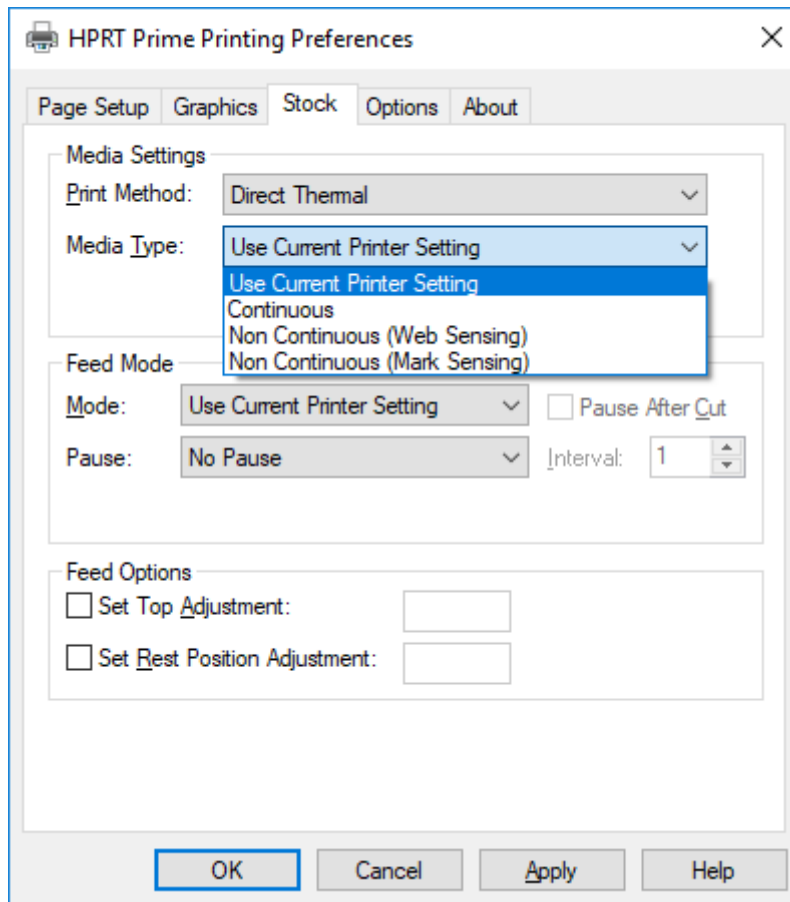 HPRT Prime Printing Preferences
Page Setup Graphics Stock Options About
Media Settings
Print Method: Direct Thermal
Media Type: Use Current Printer Setting
Use Current Printer Setting
Continuous
Non Continuous (Web Sensing)
Non Continuous (Mark Sensing)
Feed Mode
Mode: Use Current Printer Setting Pause After Cut
Pause: No Pause Interval: 1
Feed Options
Set Top Adjustment:
Set Rest Position Adjustment:
OK Cancel Apply Help